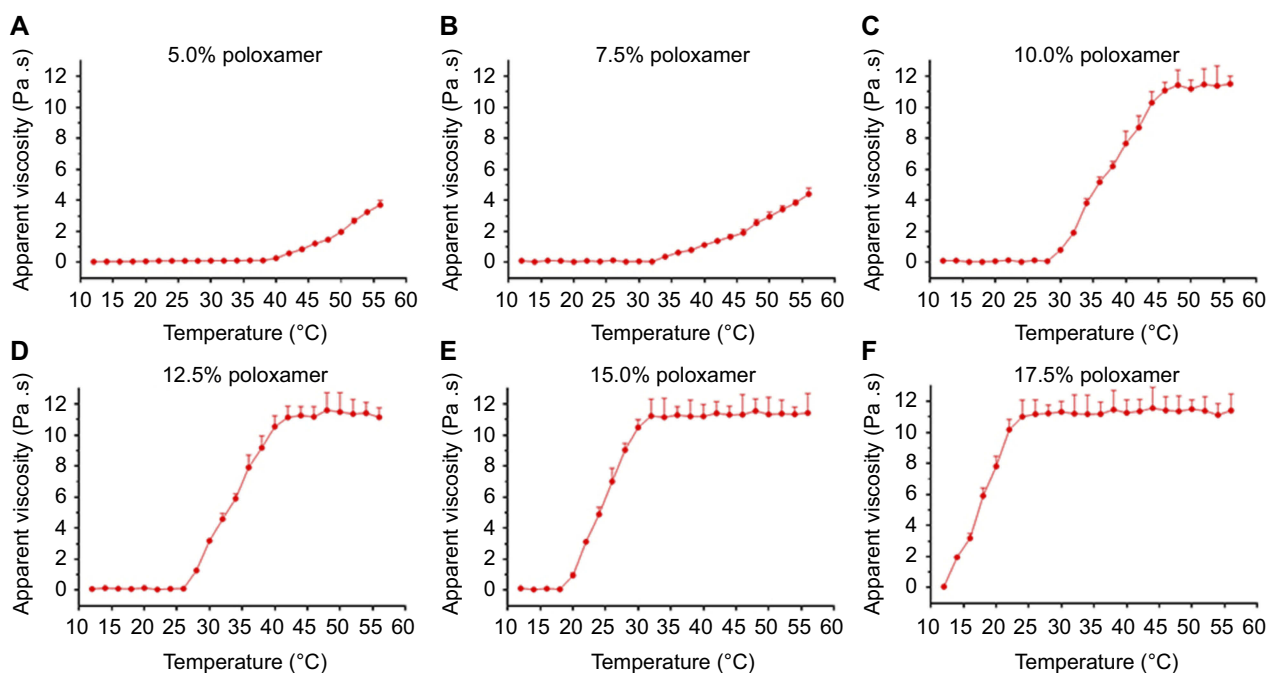 A
5.0% poloxamer
Apparent viscosity (Pa .s)
12
10
8
6
4
2
0
10 15 20 25 30 35 40 45 50 55 60
Temperature (°C)
B
7.5% poloxamer
Apparent viscosity (Pa .s)
12
10
8
6
4
2
0
10 15 20 25 30 35 40 45 50 55 60
Temperature (°C)
C
10.0% poloxamer
Apparent viscosity (Pa .s)
12
10
8
6
4
2
0
10 15 20 25 30 35 40 45 50 55 60
Temperature (°C)
D
12.5% poloxamer
Apparent viscosity (Pa .s)
12
10
8
6
4
2
0
10 15 20 25 30 35 40 45 50 55 60
Temperature (°C)
E
15.0% poloxamer
Apparent viscosity (Pa .s)
12
10
8
6
4
2
0
10 15 20 25 30 35 40 45 50 55 60
Temperature (°C)
F
17.5% poloxamer
Apparent viscosity (Pa .s)
12
10
8
6
4
2
0
10 15 20 25 30 35 40 45 50 55 60
Temperature (°C)